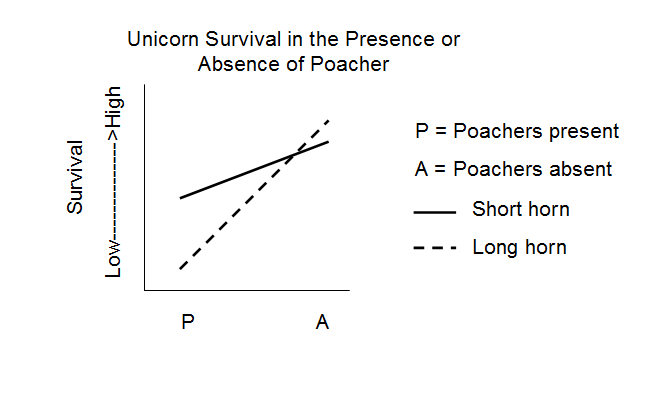 Unicorn Survival in the Presence or
Absence of Poacher
Survival
Low--------------->High
P
A
P = Poachers present
A = Poachers absent
Short horn
Long horn